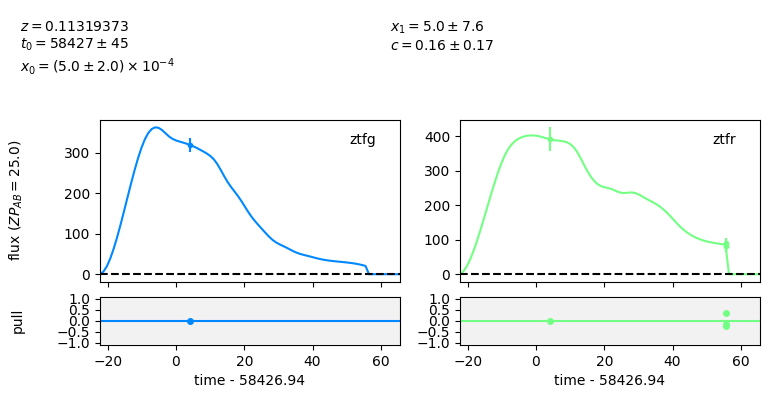 z = 0.11319373
t₀ = 58427 ± 45
x₀ = (5.0 ± 2.0) × 10⁻⁴
x₁ = 5.0 ± 7.6
c = 0.16 ± 0.17
flux (ZP_AB = 25.0)
300
200
100
0
ztfg
400
300
200
100
0
ztfr
pull
1.0
0.5
0.0
−0.5
−1.0
−20
0
20
40
60
time - 58426.94
1.0
0.5
0.0
−0.5
−1.0
−20
0
20
40
60
time - 58426.94